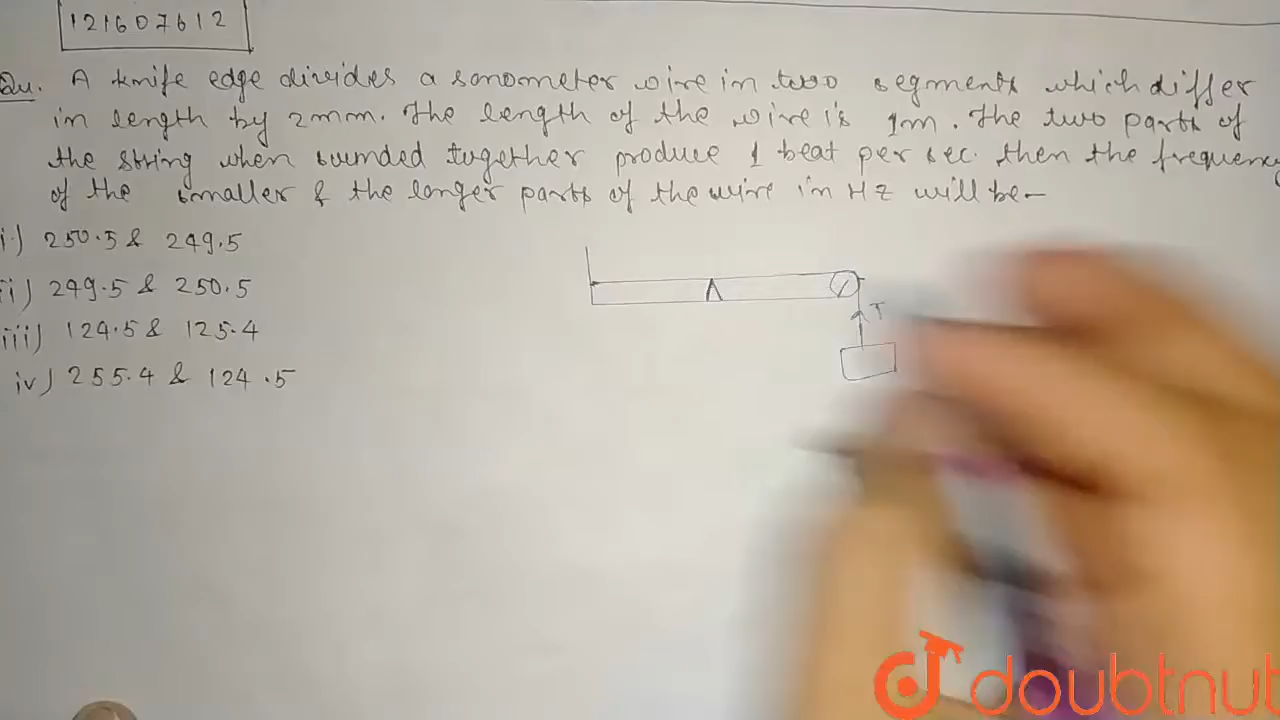 121607612
Qu. A knife edge divides a sonometer wire in two segments which differ
in length by 2mm. The length of the wire is 1m. The two parts of
the string when sounded together produce 1 beat per sec. then the frequency
of the smaller & the longer parts of the wire in HZ will be-
i) 250.5 & 249.5
ii) 249.5 & 250.5
iii) 124.5 & 125.4
iv) 255.4 & 124.5
T
doubtnut